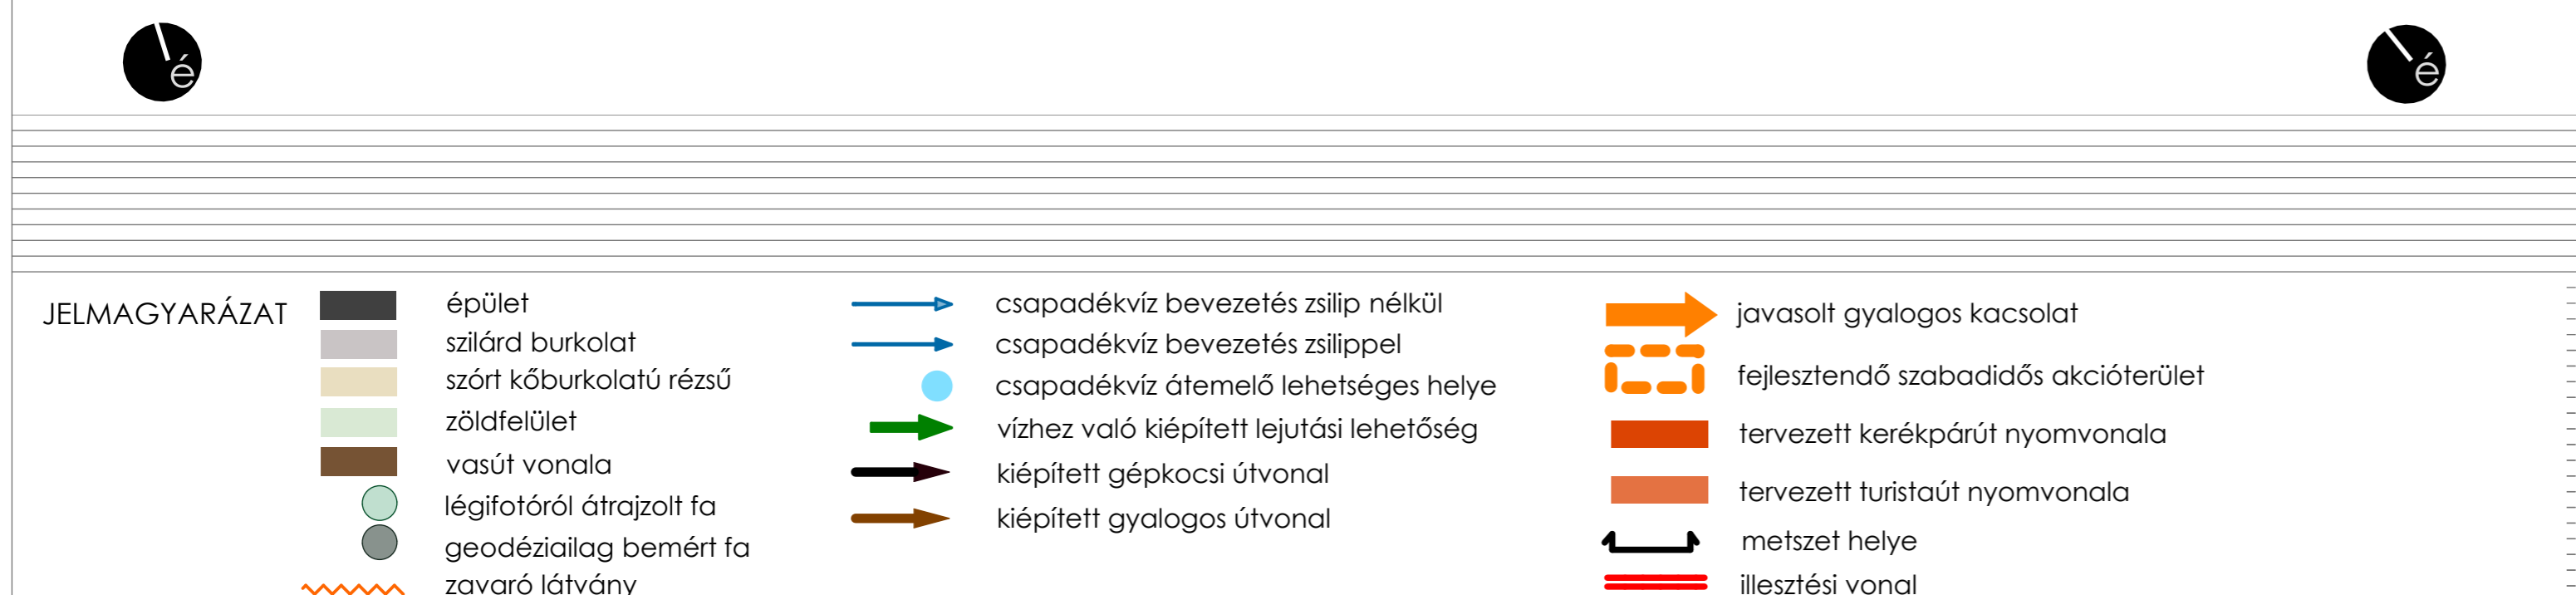 é
é
JELMAGYARÁZAT
épület
szilárd burkolat
szórt kőburkolatú rézsű
zöldfelület
vasút vonala
légifotóról átrajzolt fa
geodéziailag bemért fa
zavaró látvány
csapadékvíz bevezetés zsilip nélkül
csapadékvíz bevezetés zsilippel
csapadékvíz átemelő lehetséges helye
vízhez való kiépített lejutási lehetőség
kiépített gépkocsi útvonal
kiépített gyalogos útvonal
javasolt gyalogos kacsolat
fejlesztendő szabadidős akcióterület
tervezett kerékpárút nyomvonala
tervezett turistaút nyomvonala
metszet helye
illesztési vonal